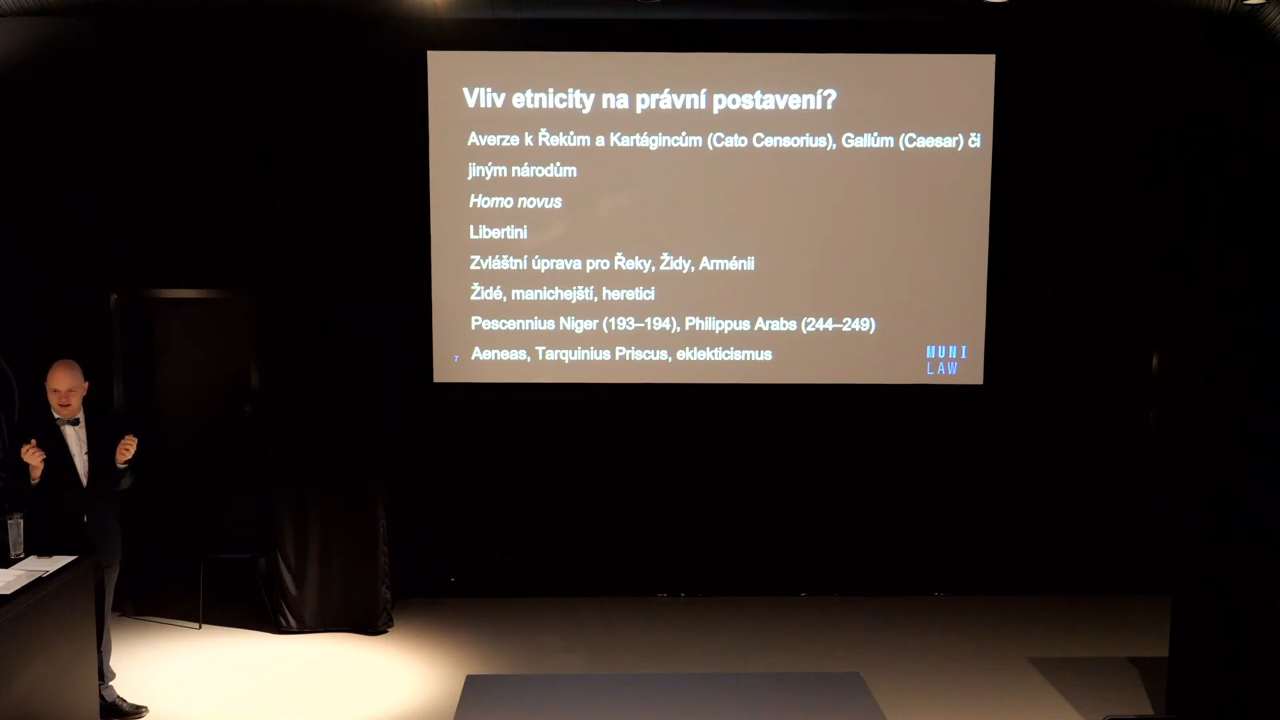 Vliv etnicity na právní postavení?
Averze k Řekům a Kartágincům (Cato Censorius), Gallům (Caesar) či
jiným národům
Homo novus
Libertini
Zvláštní úprava pro Řeky, Židy, Arménii
Židé, manichejští, heretici
Pescennius Niger (193–194), Philippus Arabs (244–249)
Aeneas, Tarquinius Priscus, eklekticismus
7
MUNI
LAW